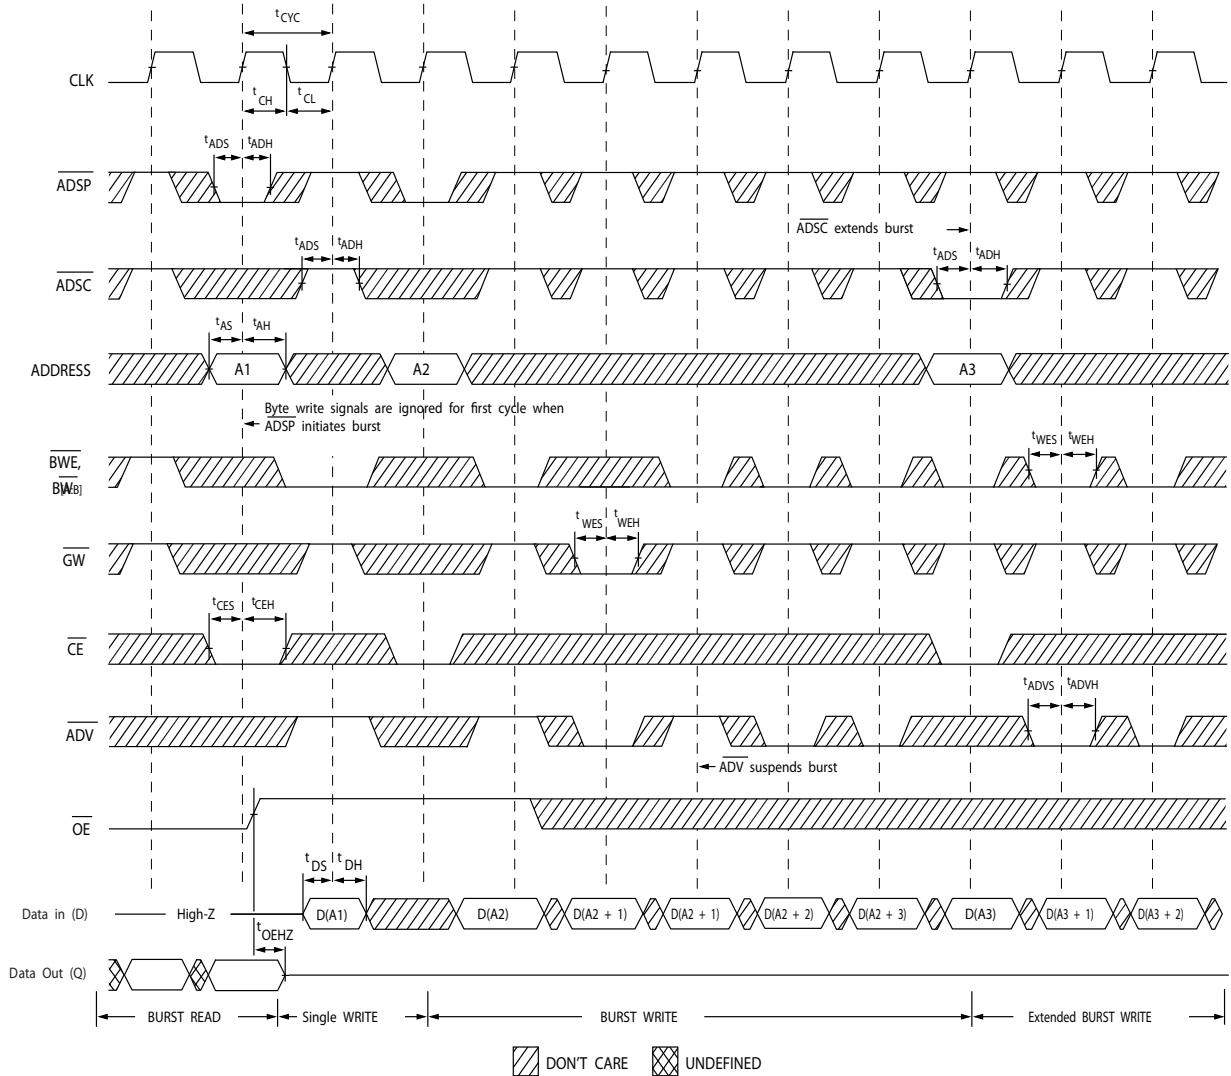 tCYC
CLK
tCH
tCL
tADS
tADH
ADSP
ADSC extends burst
tADS
tADH
tADS
tADH
ADSC
tAS
tAH
ADDRESS
A1
A2
A3
Byte write signals are ignored for first cycle when
ADSP initiates burst
tWES
tWEH
BWE,
tWES
tWEH
GW
tCES
tCEH
CE
tADVS
tADVH
ADV
ADV suspends burst
OE
tDS
tDH
Data in (D)
High-Z
D(A1)
D(A2)
D(A2 + 1)
D(A2 + 1)
D(A2 + 2)
D(A2 + 3)
D(A3)
D(A3 + 1)
D(A3 + 2)
tOEHZ
Data Out (Q)
BURST READ
Single WRITE
BURST WRITE
Extended BURST WRITE
DON'T CARE
UNDEFINED